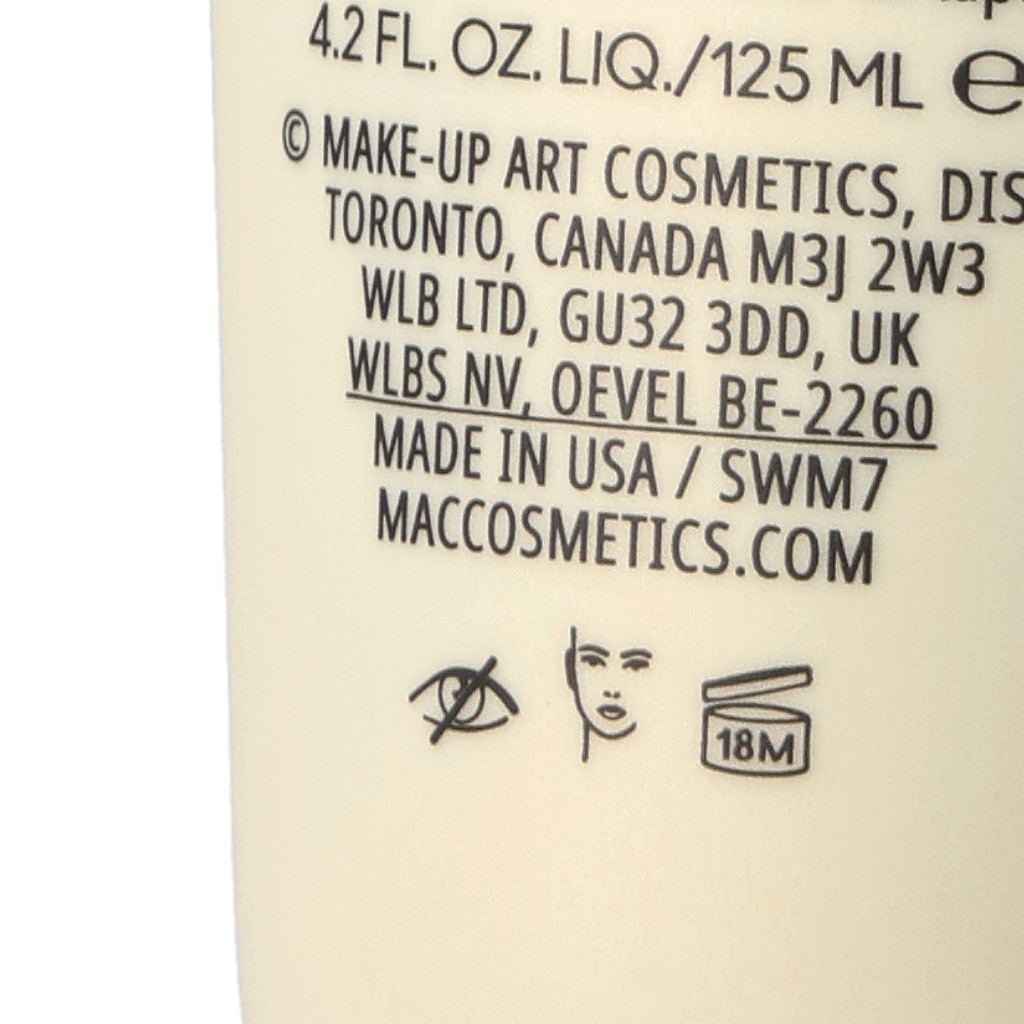 4.2 FL. OZ. LIQ./125 ML e
© MAKE-UP ART COSMETICS, DIS
TORONTO, CANADA M3J 2W3
WLB LTD, GU32 3DD, UK
WLBS NV, OEVEL BE-2260
MADE IN USA / SWM7
MACCOSMETICS.COM
18M